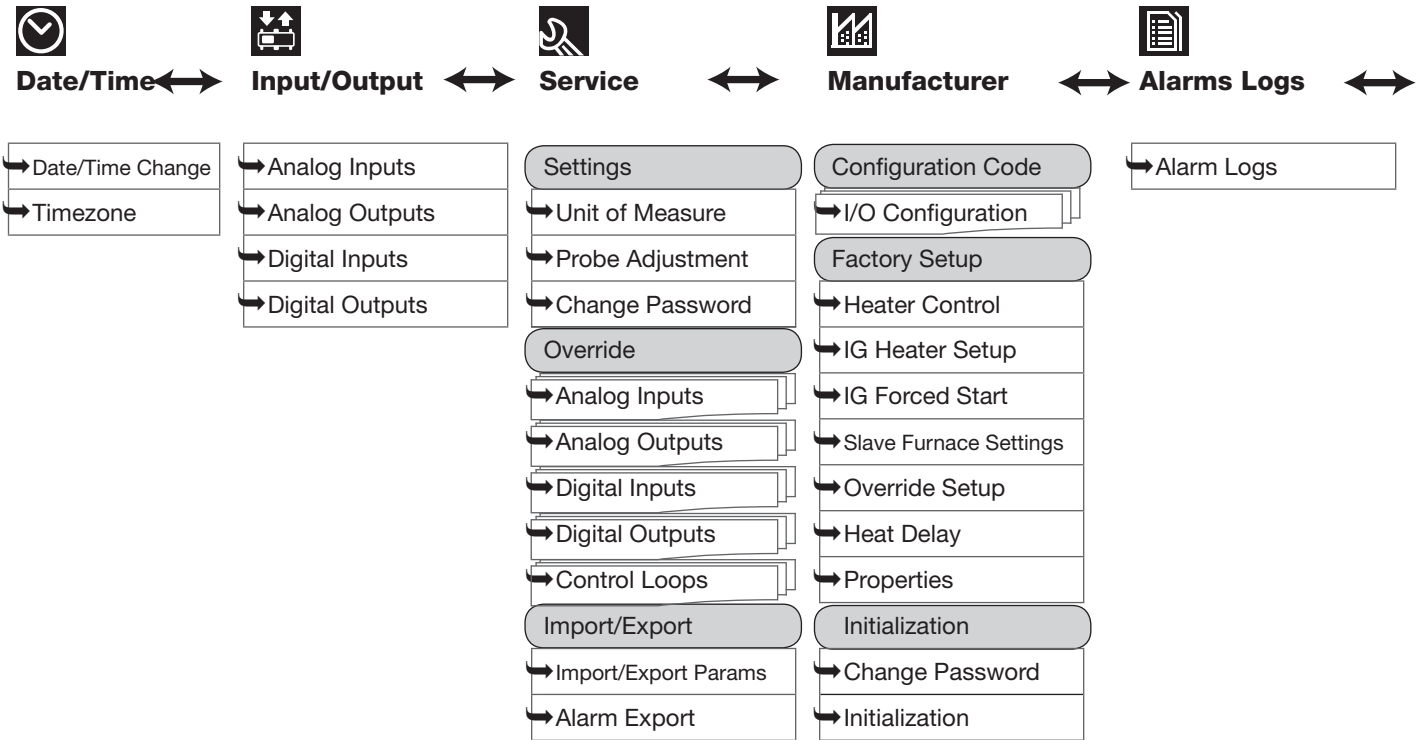 Date/Time
Input/Output
Service
Manufacturer
Alarms Logs
Date/Time Change
Timezone
Analog Inputs
Analog Outputs
Digital Inputs
Digital Outputs
Settings
Unit of Measure
Probe Adjustment
Change Password
Override
Analog Inputs
Analog Outputs
Digital Inputs
Digital Outputs
Control Loops
Import/Export
Import/Export Params
Alarm Export
Configuration Code
I/O Configuration
Factory Setup
Heater Control
IG Heater Setup
IG Forced Start
Slave Furnace Settings
Override Setup
Heat Delay
Properties
Initialization
Change Password
Initialization
Alarm Logs